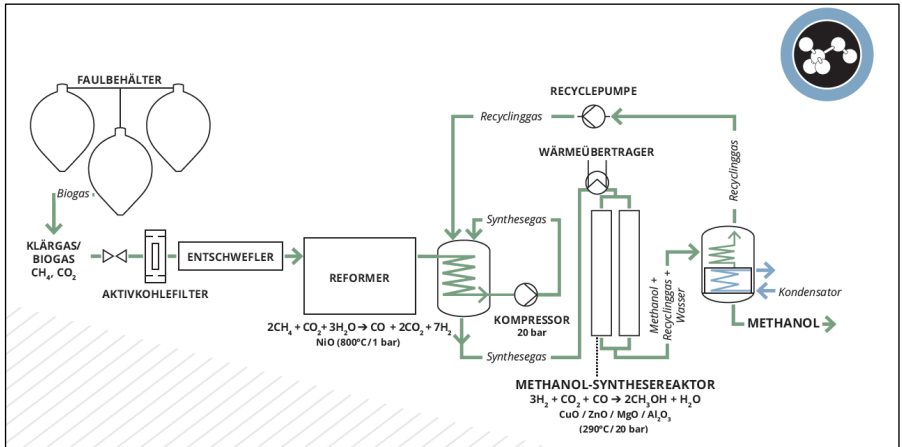 FAULBEHÄLTER
Biogas
KLÄRGAS/
BIOGAS
CH₄, CO₂
AKTIVKOHLEFILTER
ENTSCHWEFLER
REFORMER
2CH₄ + CO₂+ 3H₂O → CO + 2CO₂ + 7H₂
NiO (800°C/1 bar)
Recyclinggas
RECYCLEPUMPE
Recyclinggas
WÄRMEÜBERTRAGER
Synthesegas
KOMPRESSOR
20 bar
Synthesegas
Methanol +
Recyclinggas +
Wasser
Kondensator
METHANOL
METHANOL-SYNTHESEREAKTOR
3H₂ + CO₂ + CO → 2CH₃OH + H₂O
CuO / ZnO / MgO / Al₂O₃
(290°C/ 20 bar)